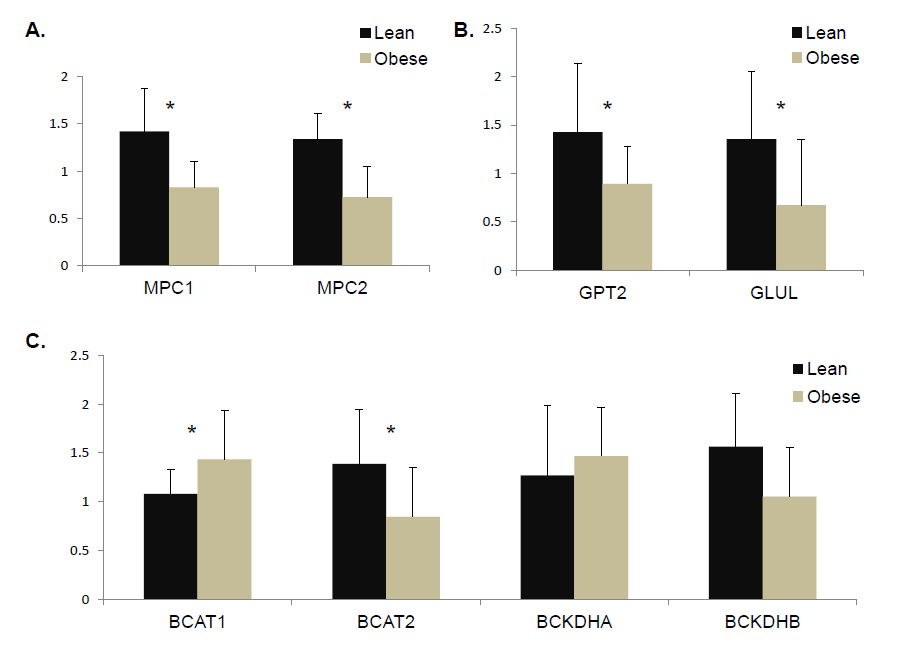 A.
Lean
Obese
2
1.5
1
0.5
0
*
*
MPC1
MPC2
B.
Lean
Obese
2.5
2
1.5
1
0.5
0
*
*
GPT2
GLUL
C.
Lean
Obese
2.5
2
1.5
1
0.5
0
*
*
BCAT1
BCAT2
BCKDHA
BCKDHB